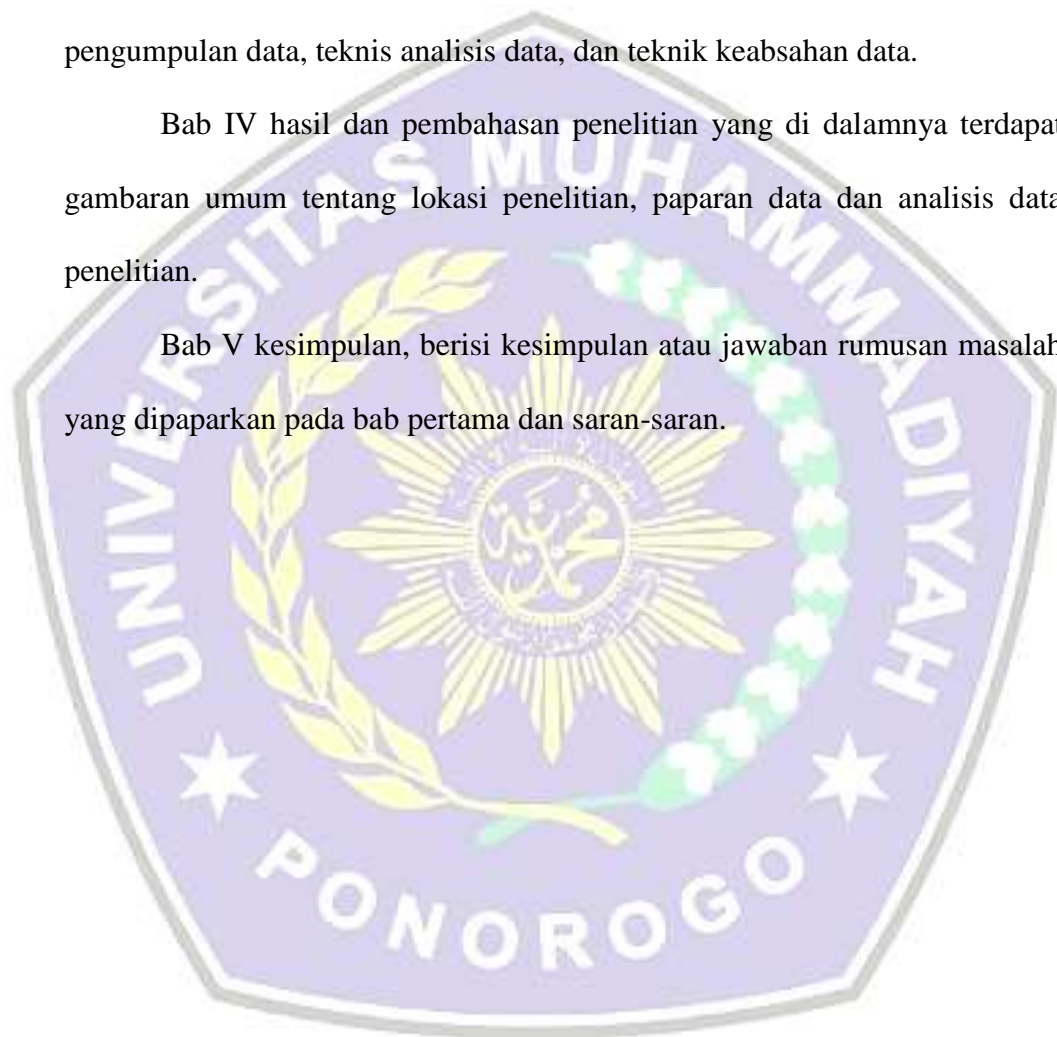 pengumpulan data, teknis analisis data, dan teknik keabsahan data.
Bab IV hasil dan pembahasan penelitian yang di dalamnya terdapat
gambaran umum tentang lokasi penelitian, paparan data dan analisis data
penelitian.
Bab V kesimpulan, berisi kesimpulan atau jawaban rumusan masalah
yang dipaparkan pada bab pertama dan saran-saran.
UNIVERSITAS MUHAMMADIYAH
محمدية
PONOROGO